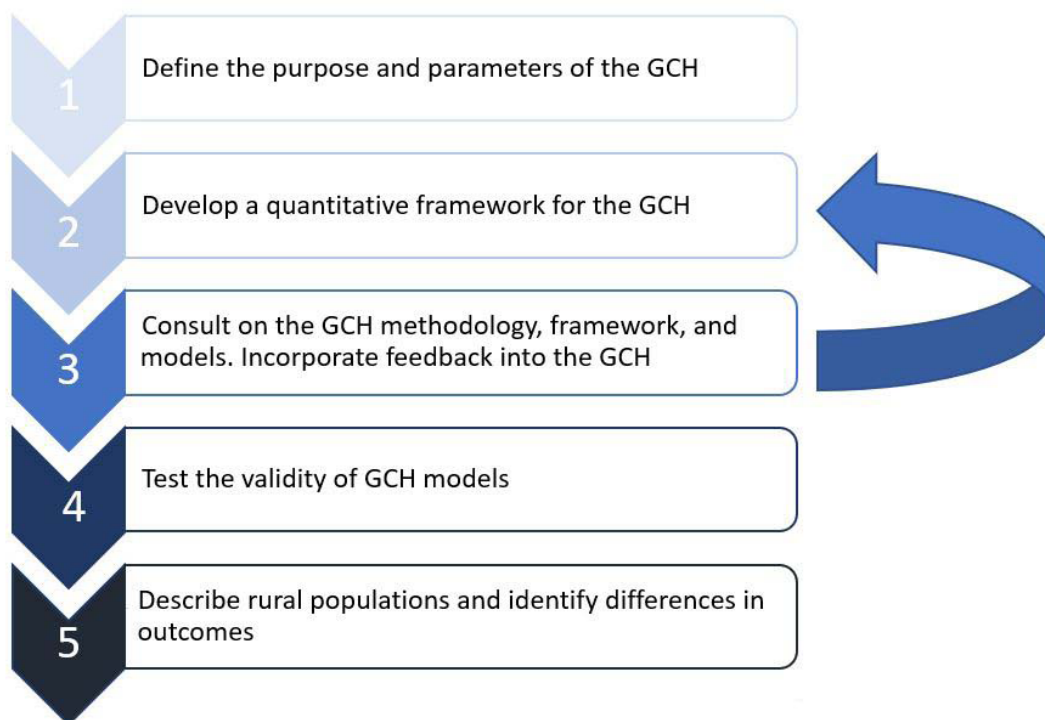 1
Define the purpose and parameters of the GCH
2
Develop a quantitative framework for the GCH
3
Consult on the GCH methodology, framework, and
models. Incorporate feedback into the GCH
4
Test the validity of GCH models
5
Describe rural populations and identify differences in
outcomes